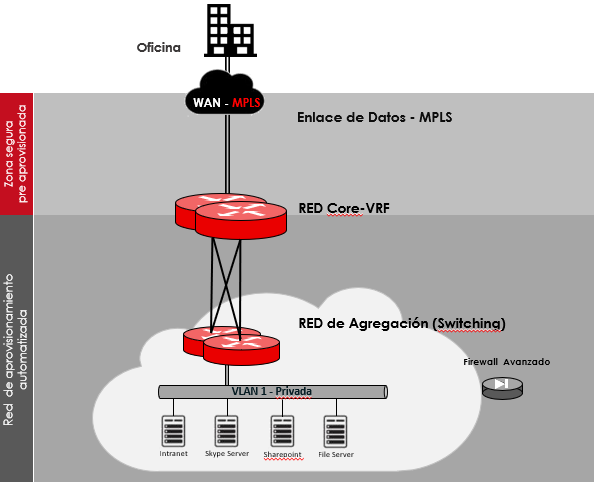 Oficina
WAN - MPLS
Enlace de Datos - MPLS
Zona segura
pre aprovisionada
RED Core-VRF
Red de aprovisionamiento
automatizada
RED de Agregación (Switching)
Firewall Avanzado
VLAN 1 - Privada
Intranet
Skype Server
Sharepoint
File Server